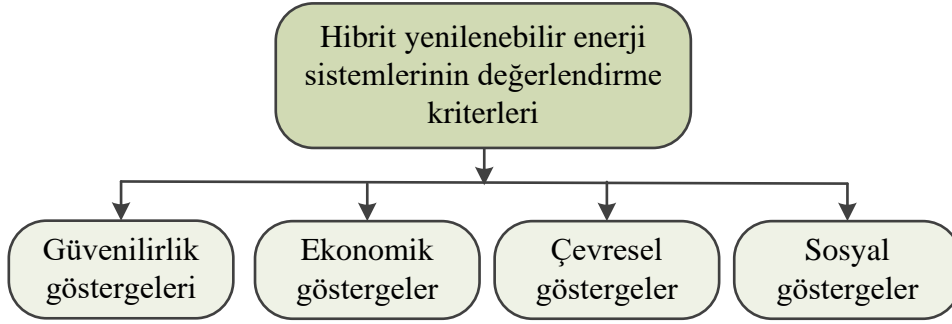 Hibrit yenilenebilir enerji
sistemlerinin değerlendirme
kriterleri
Güvenilirlik
göstergeleri
Ekonomik
göstergeler
Çevresel
göstergeler
Sosyal
göstergeler